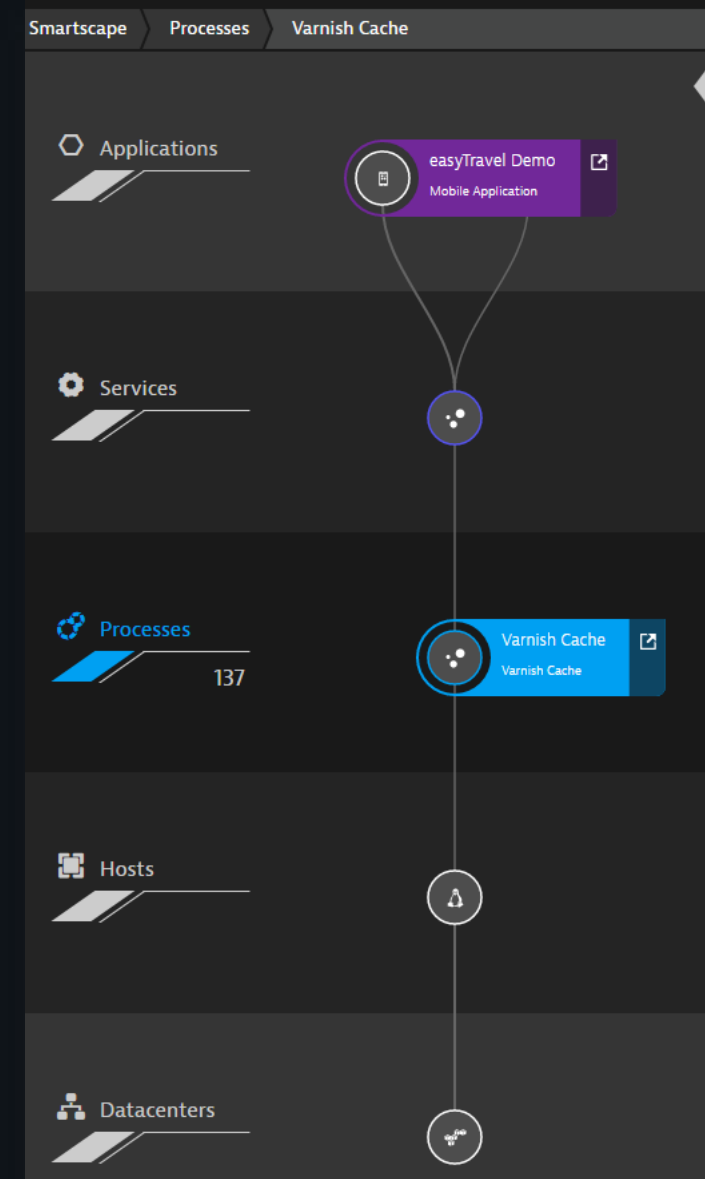 Smartscape
Processes
Varnish Cache
Applications
easyTravel Demo
Mobile Application
Services
Processes
137
Varnish Cache
Varnish Cache
Hosts
Datacenters